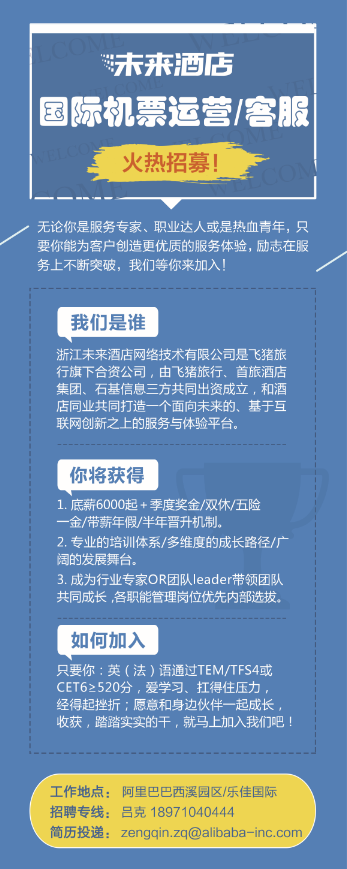 WELCOME
未来酒店
国际机票运营/客服
火热招募!
无论你是服务专家、职业达人或是热血青年，只
要你能为客户创造更优质的服务体验，励志在服
务上不断突破，我们等你来加入！
我们是谁
浙江未来酒店网络技术有限公司是飞猪旅
行旗下合资公司，由飞猪旅行、首旅酒店
集团、石基信息三方共同出资成立，和酒
店同业共同打造一个面向未来的、基于互
联网创新之上的服务与体验平台。
你将获得
1. 底薪6000起＋季度奖金/双休/五险
一金/带薪年假/半年晋升机制。
2. 专业的培训体系/多维度的成长路径/广
阔的发展舞台。
3. 成为行业专家OR团队leader带领团队
共同成长，各职能管理岗位优先内部选拔。
如何加入
只要你：英（法）语通过TEM/TFS4或
CET6≥520分，爱学习、扛得住压力，
经得起挫折；愿意和身边伙伴一起成长，
收获，踏踏实实的干，就马上加入我们吧！
工作地点： 阿里巴巴西溪园区/乐佳国际
招聘专线： 吕克 18971040444
简历投递： zengqin.zq@alibaba-inc.com